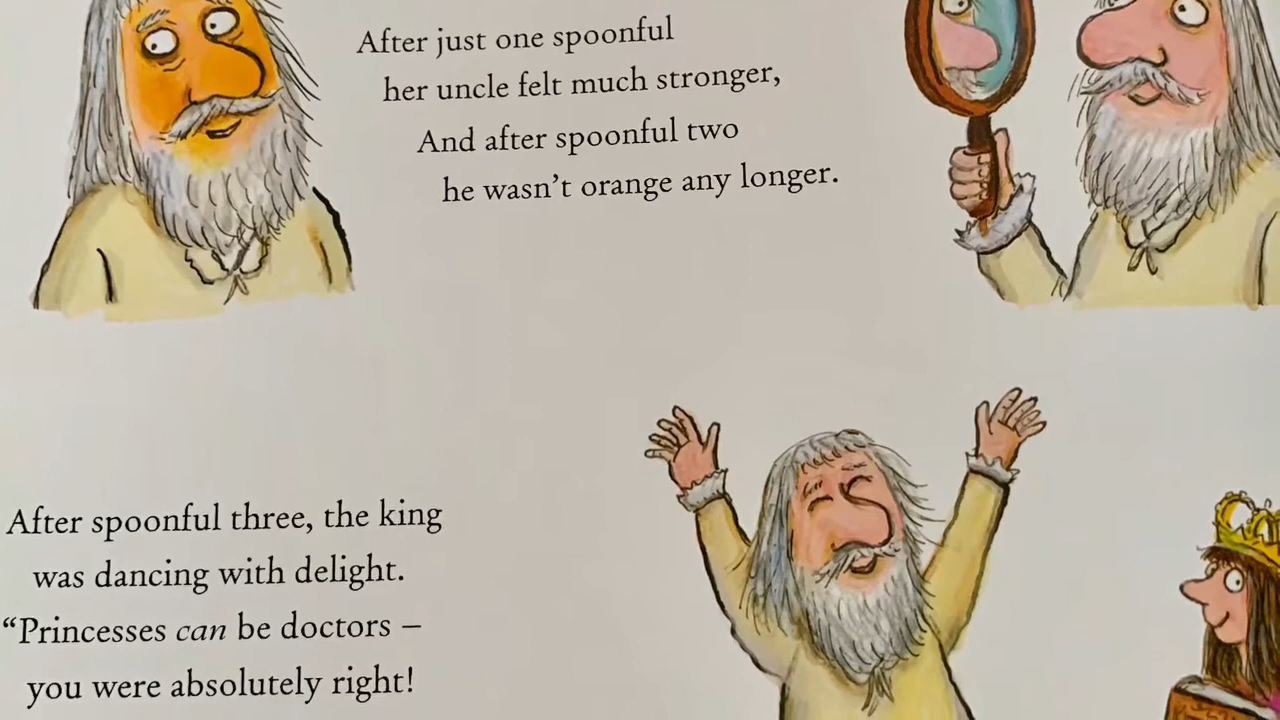 After just one spoonful
her uncle felt much stronger,
And after spoonful two
he wasn't orange any longer.
After spoonful three, the king
was dancing with delight.
“Princesses can be doctors –
you were absolutely right!